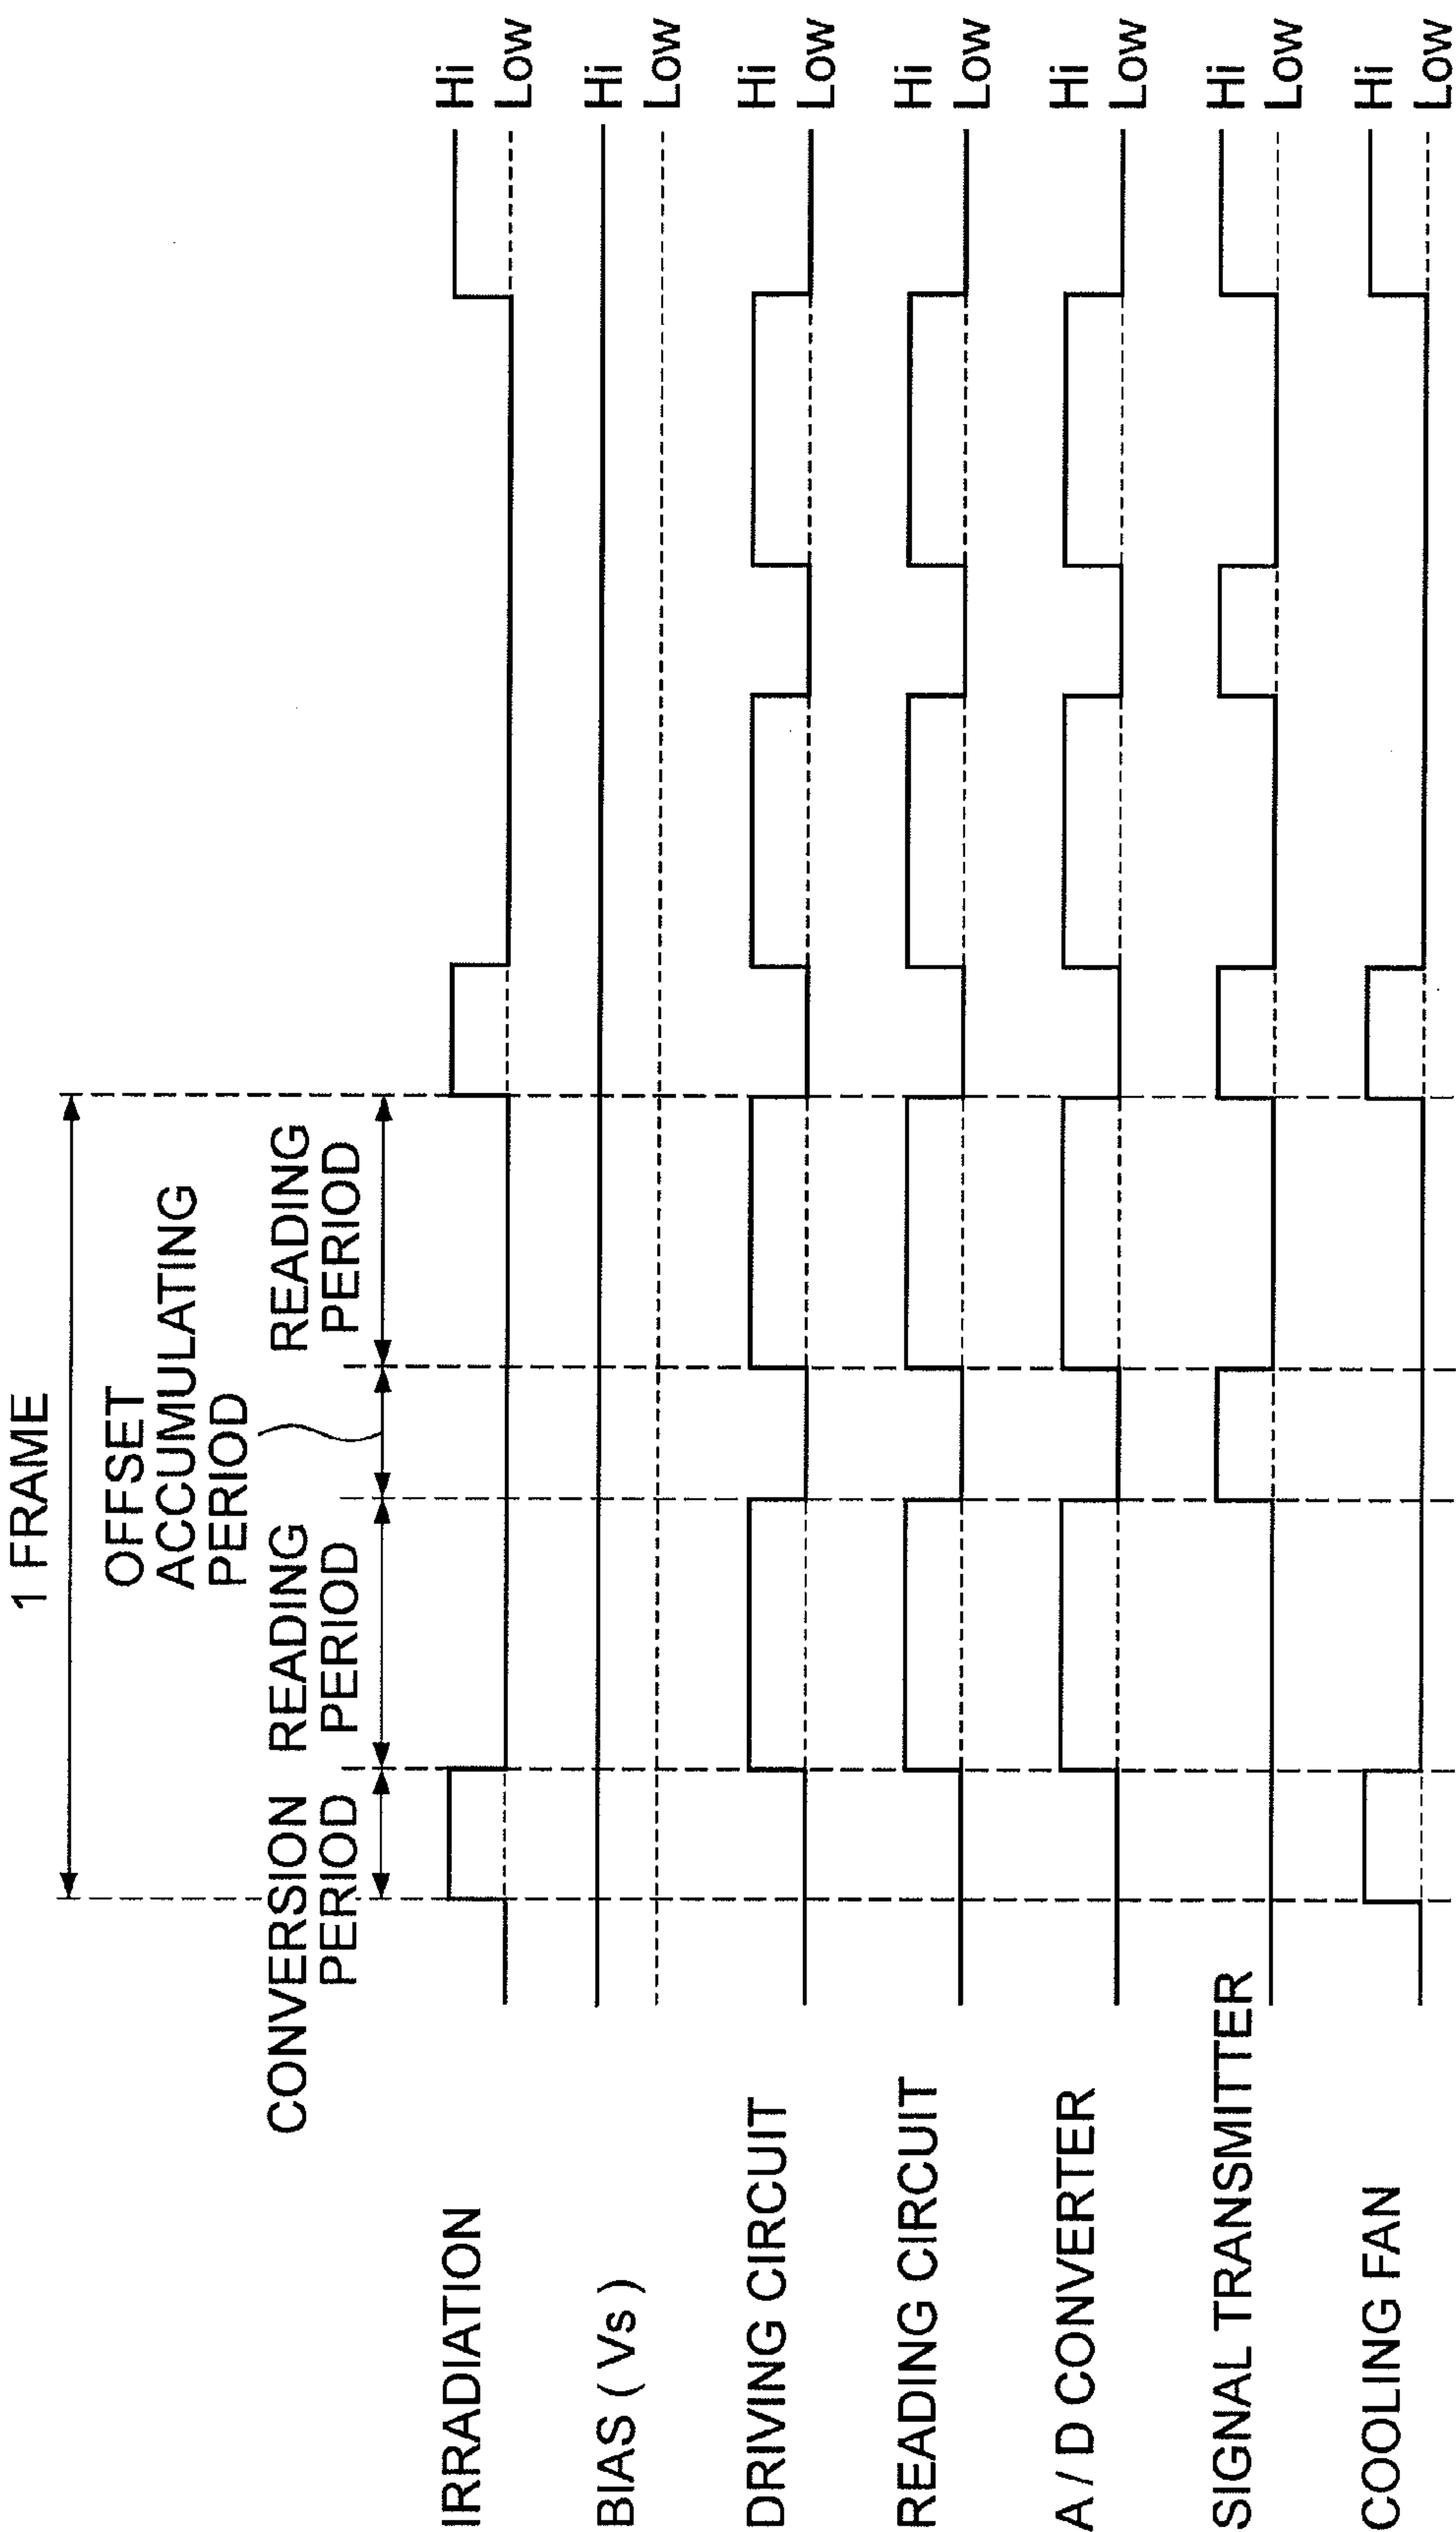 1 FRAME
OFFSET
ACCUMULATING
PERIOD
CONVERSION
PERIOD
READING
PERIOD
READING
PERIOD
IRRADIATION
Hi
Low
BIAS ( Vs )
Hi
Low
DRIVING CIRCUIT
Hi
Low
READING CIRCUIT
Hi
Low
A / D CONVERTER
Hi
Low
SIGNAL TRANSMITTER
Hi
Low
COOLING FAN
Hi
Low